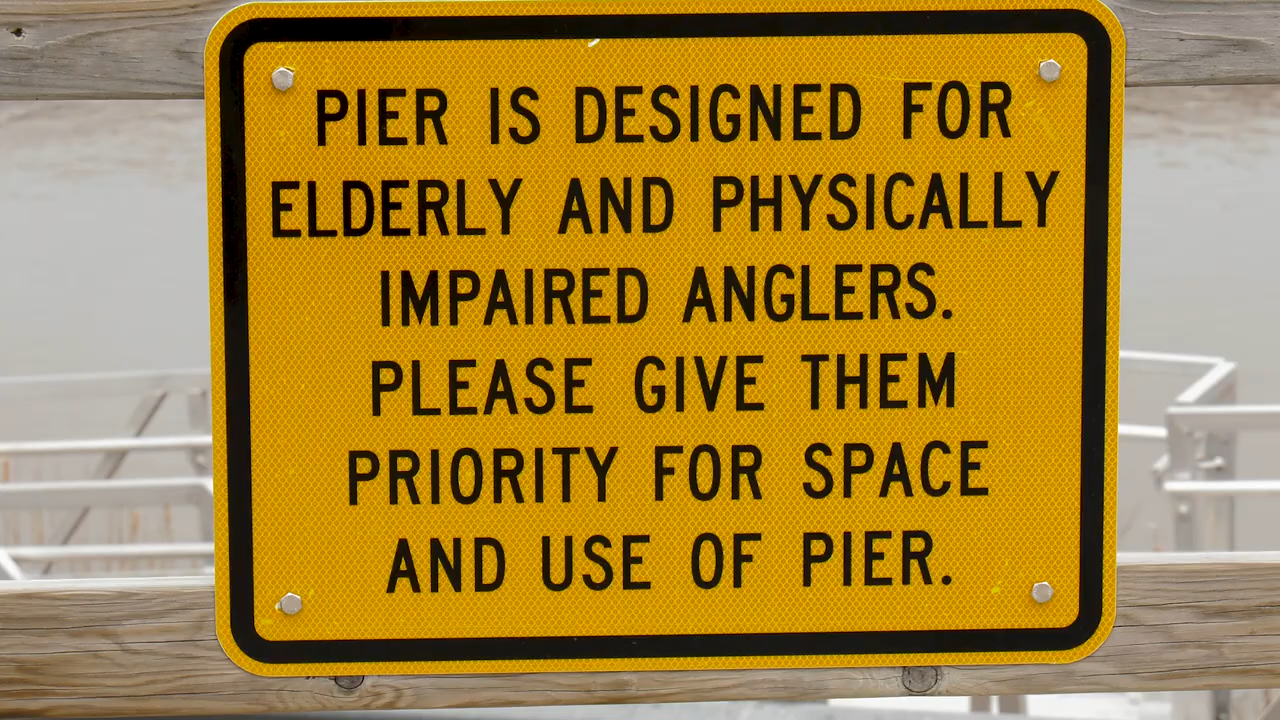 PIER IS DESIGNED FOR
ELDERLY AND PHYSICALLY
IMPAIRED ANGLERS.
PLEASE GIVE THEM
PRIORITY FOR SPACE
AND USE OF PIER.